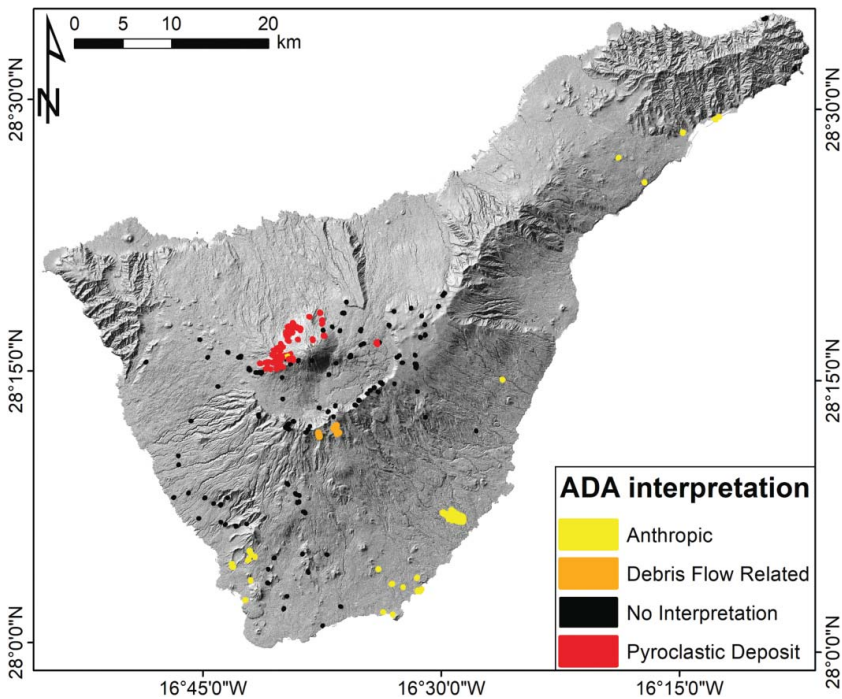 0 5 10 20
km
N
28°30'0"N
28°30'0"N
28°15'0"N
28°15'0"N
28°0'0"N
28°0'0"N
ADA interpretation
Anthropic
Debris Flow Related
No Interpretation
Pyroclastic Deposit
16°45'0"W 16°30'0"W 16°15'0"W